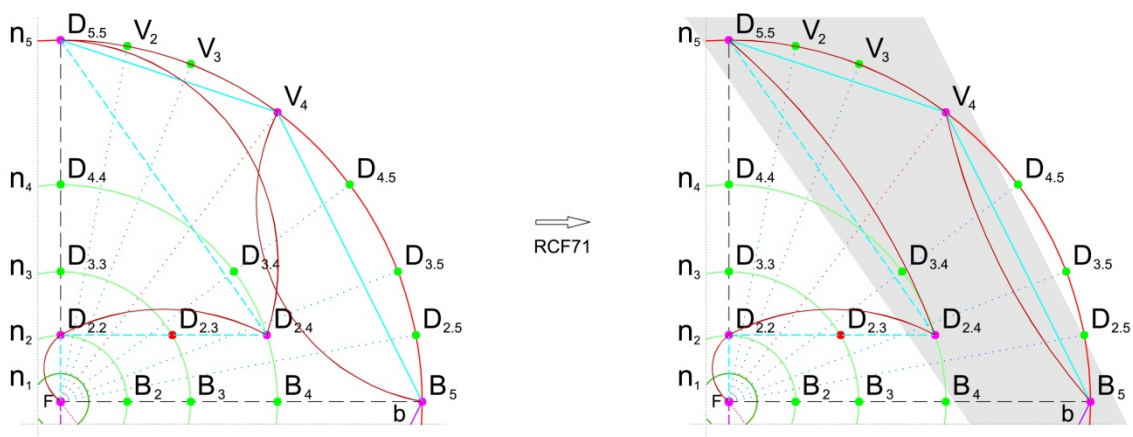 n5 D5.5 V2 V3 V4
n4 D4.4 D4.5
n3 D3.3 D3.4 D3.5
n2 D2.2 D2.3 D2.4 D2.5
n1 F B2 B3 B4 b B5
RCF71
n5 D5.5 V2 V3 V4
n4 D4.4 D4.5
n3 D3.3 D3.4 D3.5
n2 D2.2 D2.3 D2.4 D2.5
n1 F B2 B3 B4 b B5